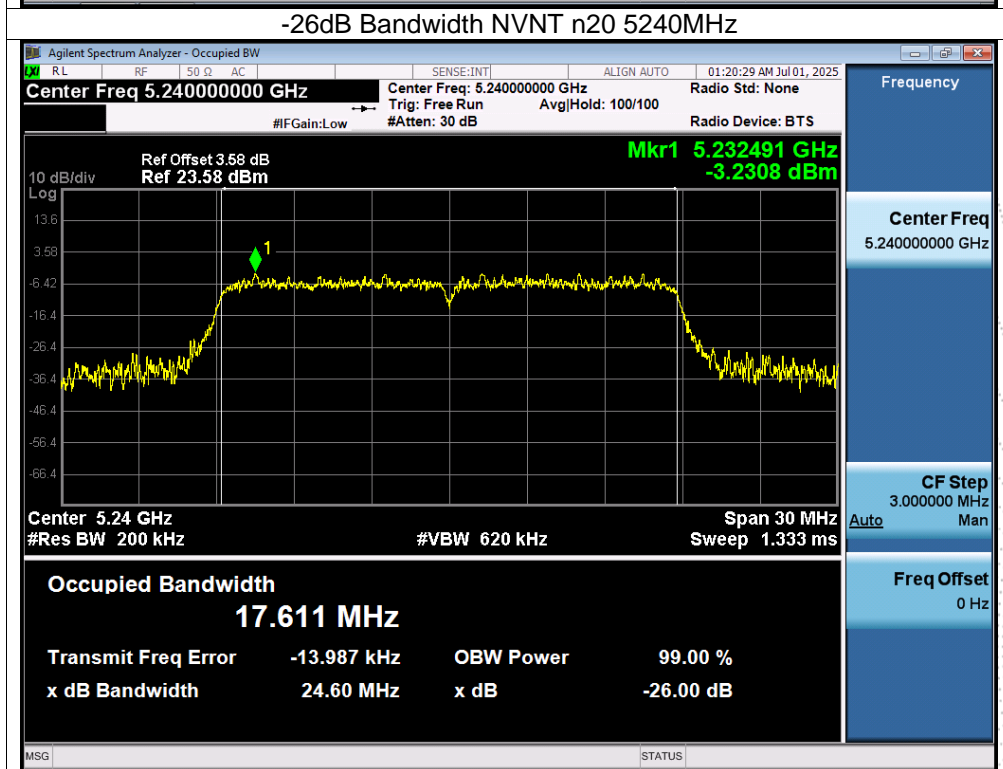 -26dB Bandwidth NVNT n20 5240MHz
Agilent Spectrum Analyzer - Occupied BW
LXI RL RF 50 Ω AC SENSE:INT ALIGN AUTO 01:20:29 AM Jul 01, 2025
Center Freq 5.240000000 GHz
Center Freq: 5.240000000 GHz Radio Std: None
Trig: Free Run Avg|Hold: 100/100
#IFGain:Low #Atten: 30 dB Radio Device: BTS
Mkr1 5.232491 GHz
-3.2308 dBm
Ref Offset 3.58 dB
10 dB/div Ref 23.58 dBm
Log
13.6
3.58
-6.42
-16.4
-26.4
-36.4
-46.4
-56.4
-66.4
1
Center 5.24 GHz Span 30 MHz
#Res BW 200 kHz #VBW 620 kHz Sweep 1.333 ms
Occupied Bandwidth
17.611 MHz
Transmit Freq Error -13.987 kHz OBW Power 99.00 %
x dB Bandwidth 24.60 MHz x dB -26.00 dB
MSG STATUS
Frequency
Center Freq
5.240000000 GHz
CF Step
3.000000 MHz
Auto Man
Freq Offset
0 Hz